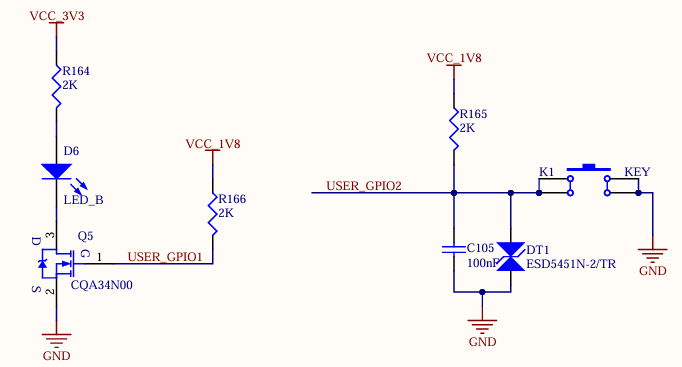 VCC_3V3
R164
2K
D6
LED_B
VCC_1V8
R166
2K
D
3
Q5
G
1
USER_GPIO1
S
2
CQA34N00
GND
VCC_1V8
R165
2K
USER_GPIO2
K1
KEY
C105
100nF
DT1
ESD5451N-2/TR
GND
GND